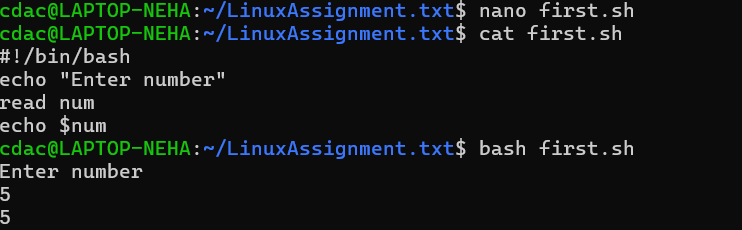 cdac@LAPTOP-NEHA:~/LinuxAssignment.txt$ nano first.sh
cdac@LAPTOP-NEHA:~/LinuxAssignment.txt$ cat first.sh
#!/bin/bash
echo "Enter number"
read num
echo $num
cdac@LAPTOP-NEHA:~/LinuxAssignment.txt$ bash first.sh
Enter number
5
5